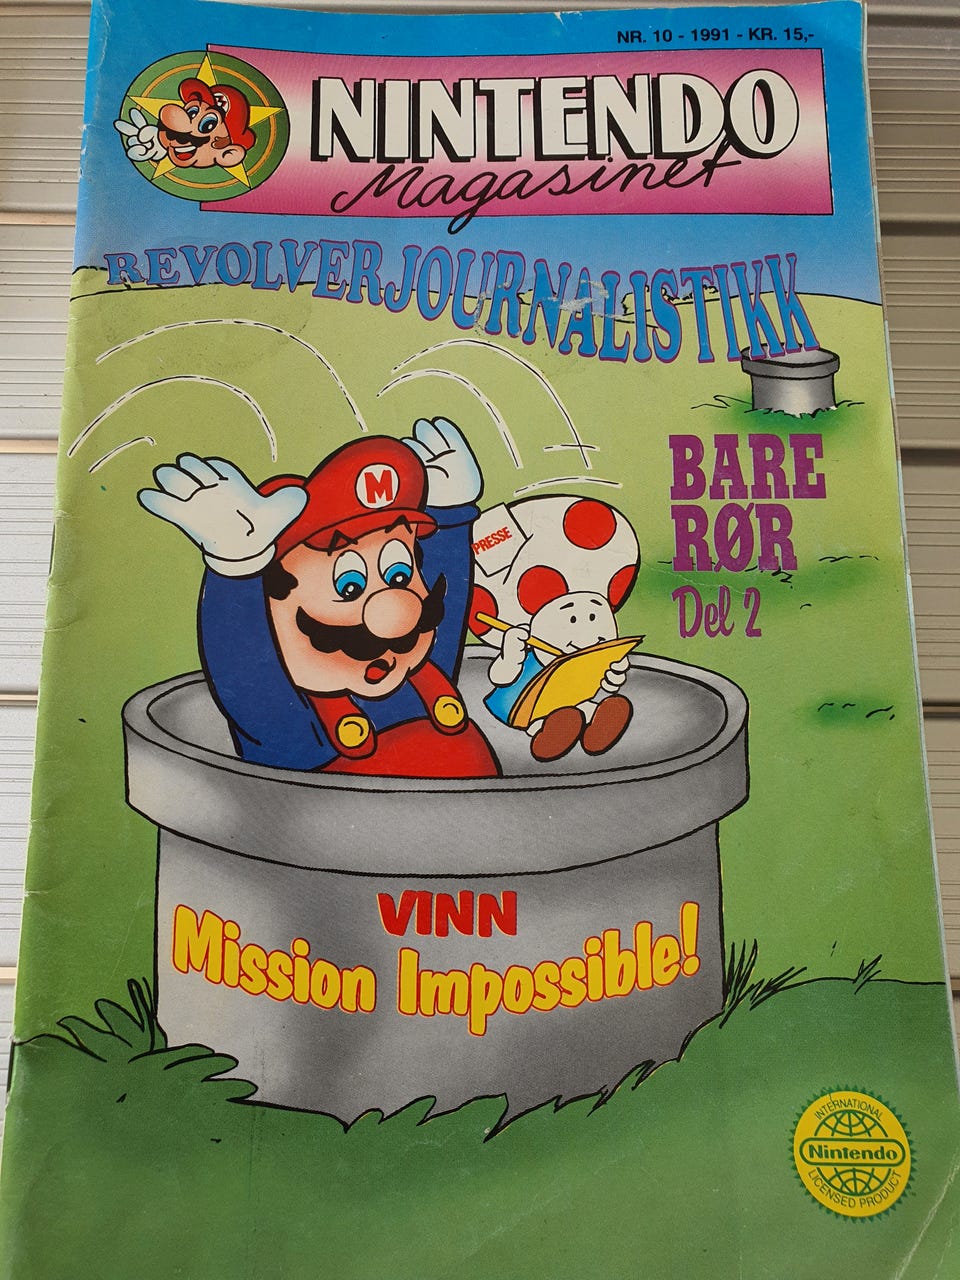 NR. 10 - 1991 - KR. 15,-
NINTENDO
Magasinet
REVOLVERJOURNALISTIKK
BARE
RØR
Del 2
M
PRESSE
VINN
Mission Impossible!
INTERNATIONAL
Nintendo
LICENSED PRODUCT